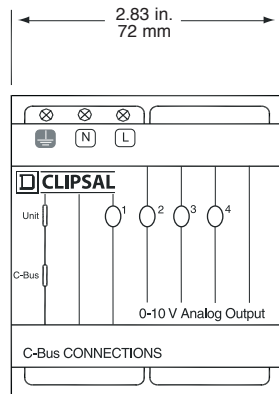 2.83 in.
72 mm
N L
CLIPSAL
Unit
1 2 3 4
C-Bus
0-10 V Analog Output
C-Bus CONNECTIONS